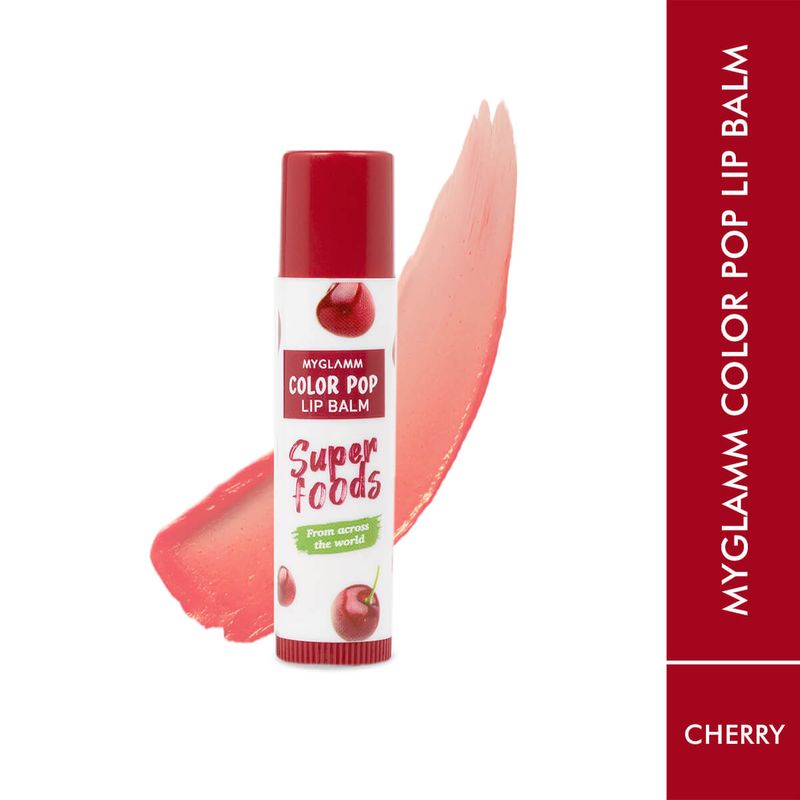 MYGLAMM
COLOR POP
LIP BALM
Super
foods
From across
the world
MYGLAMM COLOR POP LIP BALM
CHERRY